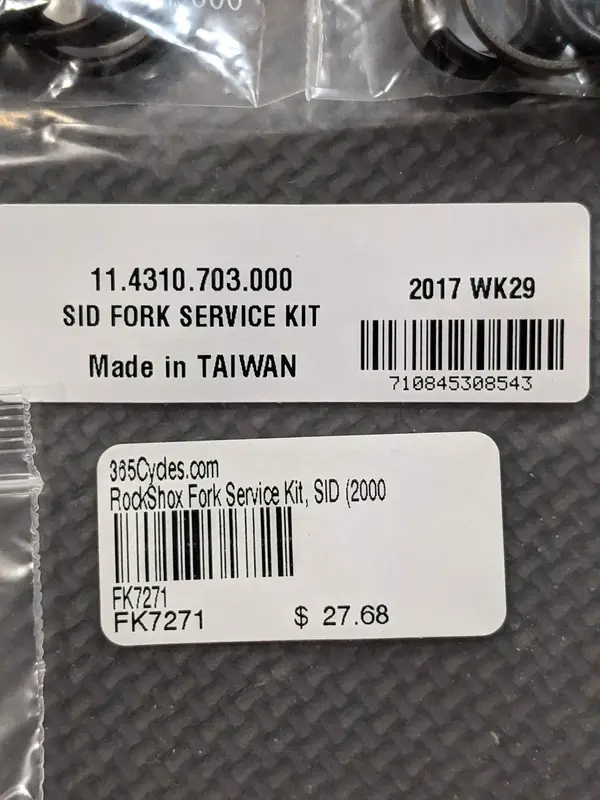 11.4310.703.000
SID FORK SERVICE KIT
Made in TAIWAN
2017 WK29
710845308543
365Cycles.com
RockShox Fork Service Kit, SID (2000
FK7271
FK7271 $ 27.68